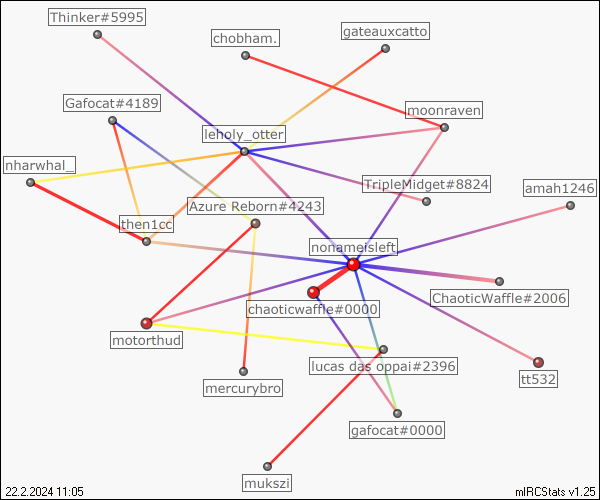 Thinker#5995
gateauxcatto
chobham.
Gafocat#4189
moonraven
leholy_otter
nharwhal_
TripleMidget#8824
amah1246
Azure Reborn#4243
then1cc
nonameisleft
ChaoticWaffle#2006
chaoticwaffle#0000
motorthud
lucas das oppai#2396
tt532
mercurybro
gafocat#0000
mukszi
22.2.2024 11:05
mIRCStats v1.25